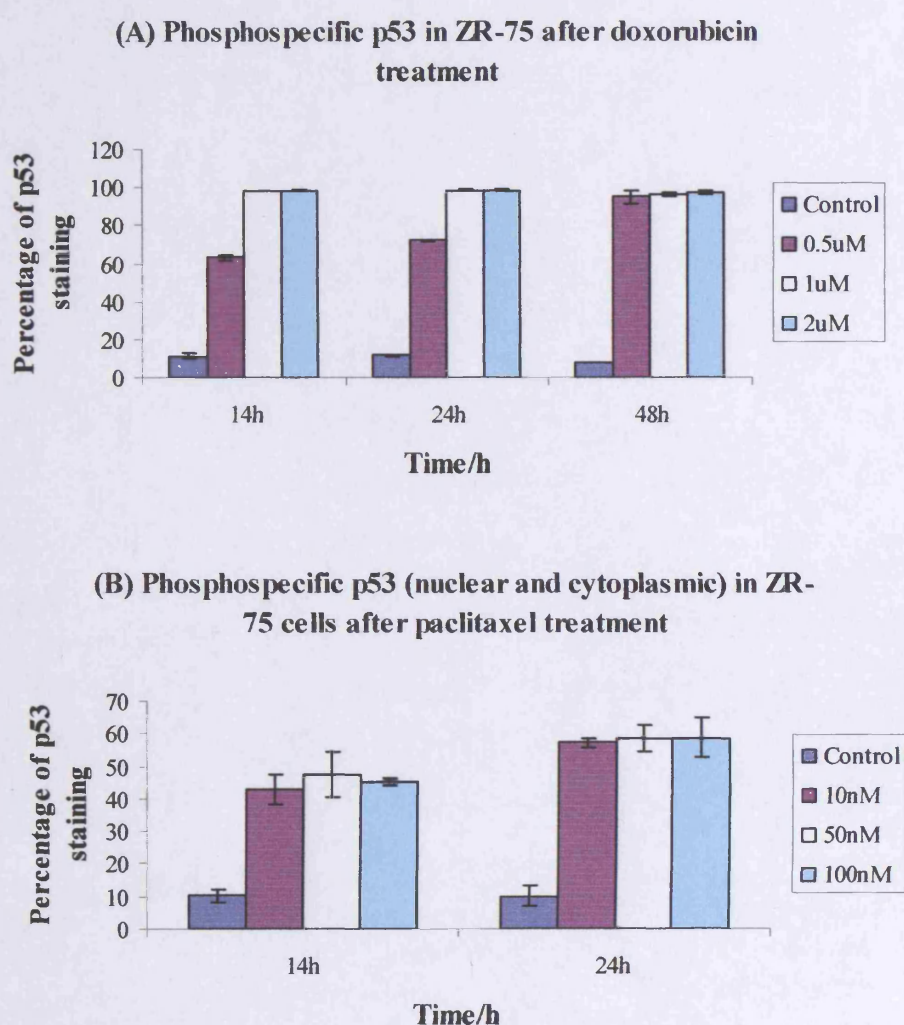 (A) Phosphospecific p53 in ZR-75 after doxorubicin
treatment
Percentage of p53
staining
120
100
80
60
40
20
0
14h
24h
48h
Time/h
Control
0.5uM
1uM
2uM
(B) Phosphospecific p53 (nuclear and cytoplasmic) in ZR-
75 cells after paclitaxel treatment
Percentage of p53
staining
70
60
50
40
30
20
10
0
14h
24h
Time/h
Control
10nM
50nM
100nM